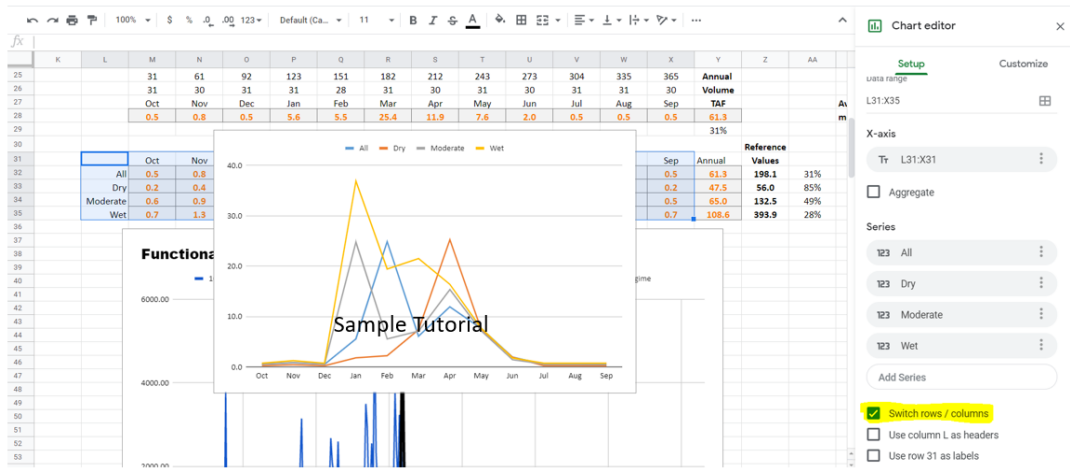 100% $ % .0 .00 123 Default (Ca... 11 B I S A ...
Chart editor
fx
Setup Customize
K L M N O P Q R S T U V W X Y Z AA
25 31 61 92 123 151 182 212 243 273 304 335 365 Annual
26 31 30 31 31 28 31 30 31 30 31 31 30 Volume
27 Oct Nov Dec Jan Feb Mar Apr May Jun Jul Aug Sep TAF
28 0.5 0.8 0.5 5.6 5.5 25.4 11.9 7.6 2.0 0.5 0.5 0.5 61.3
29 31%
30 Reference
31 Oct Nov Sep Annual Values
32 All 0.5 0.8 0.5 61.3 198.1 31%
33 Dry 0.2 0.4 0.2 47.5 56.0 85%
34 Moderate 0.6 0.9 0.5 65.0 132.5 49%
35 Wet 0.7 1.3 0.7 108.6 393.9 28%
36
37
38
39
40
41
42
43
44
45
46
47
48
49
50
51
52
53
All Dry Moderate Wet
40.0
30.0
20.0
10.0
0.0
Oct Nov Dec Jan Feb Mar Apr May Jun Jul Aug Sep
Sample Tutorial
Functiona
6000.00
4000.00
2000.00
Data range
L31:X35
X-axis
Tт L31:X31
Aggregate
Series
123 All
123 Dry
123 Moderate
123 Wet
Add Series
Switch rows / columns
Use column L as headers
Use row 31 as labels